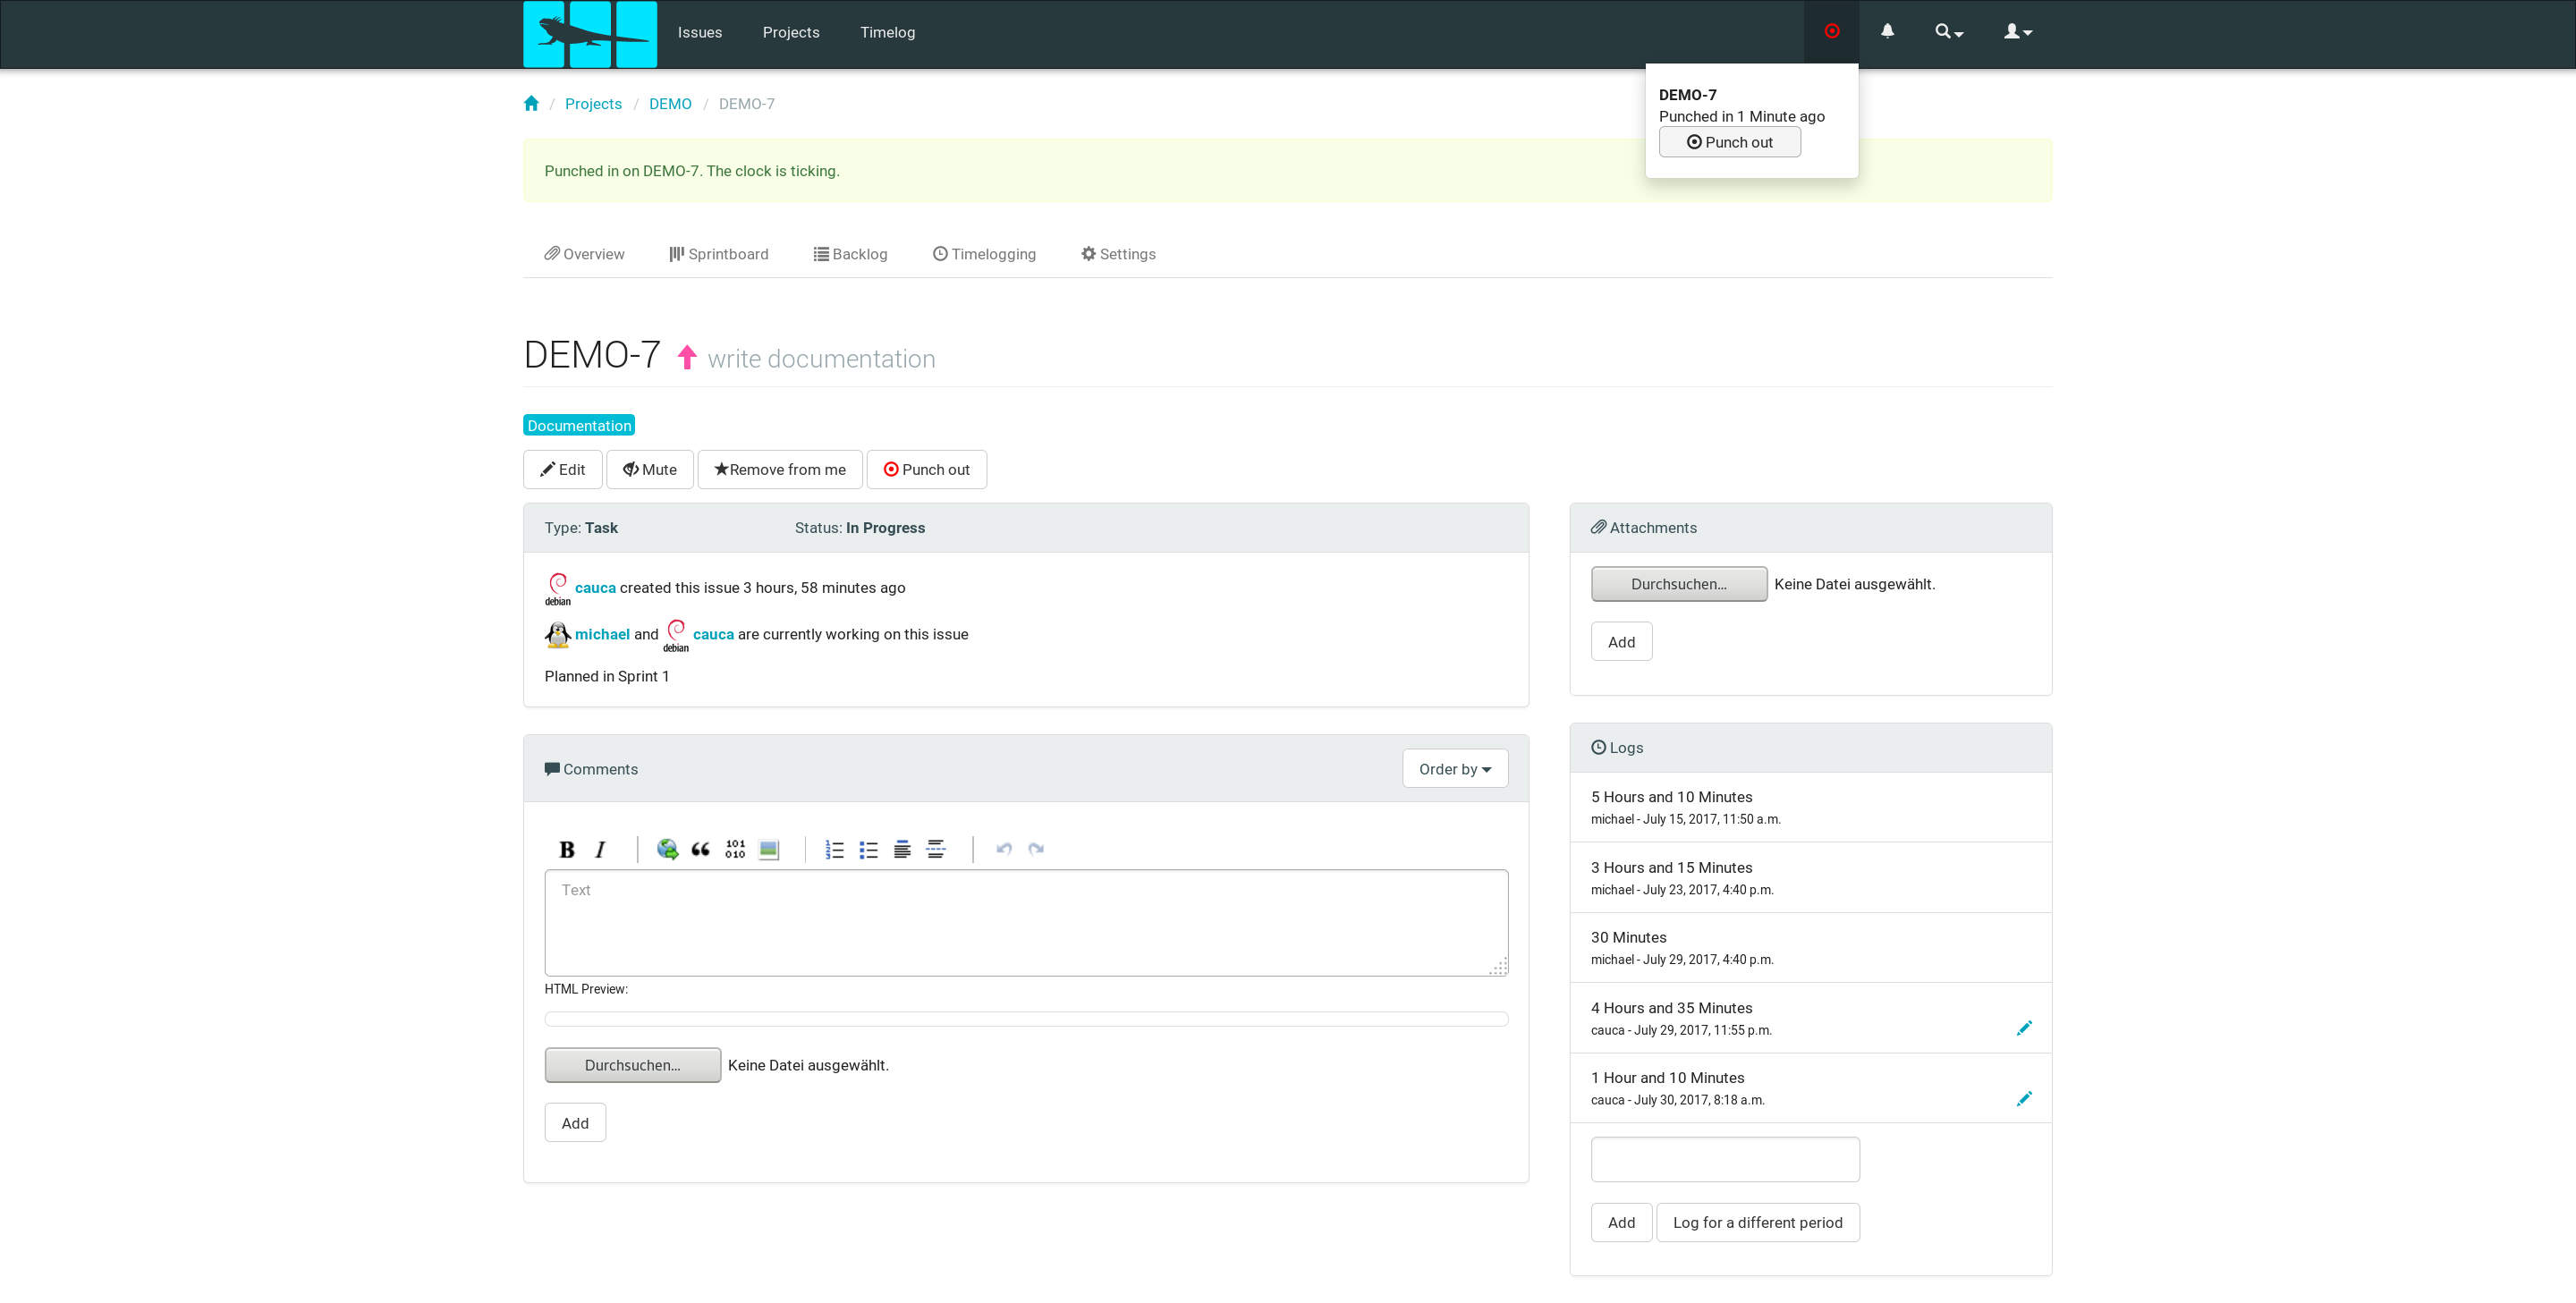 Issues Projects Timelog
DEMO-7
Punched in 1 Minute ago
Punch out
/ Projects / DEMO / DEMO-7
Punched in on DEMO-7. The clock is ticking.
Overview Sprintboard Backlog Timelogging Settings
DEMO-7 write documentation
Documentation
Edit Mute Remove from me Punch out
Type: Task Status: In Progress
debian cauca created this issue 3 hours, 58 minutes ago
michael and debian cauca are currently working on this issue
Planned in Sprint 1
Comments Order by
B I 101 010
Text
HTML Preview:
Durchsuchen... Keine Datei ausgewählt.
Add
Attachments
Durchsuchen... Keine Datei ausgewählt.
Add
Logs
5 Hours and 10 Minutes
michael - July 15, 2017, 11:50 a.m.
3 Hours and 15 Minutes
michael - July 23, 2017, 4:40 p.m.
30 Minutes
michael - July 29, 2017, 4:40 p.m.
4 Hours and 35 Minutes
cauca - July 29, 2017, 11:55 p.m.
1 Hour and 10 Minutes
cauca - July 30, 2017, 8:18 a.m.
Add Log for a different period